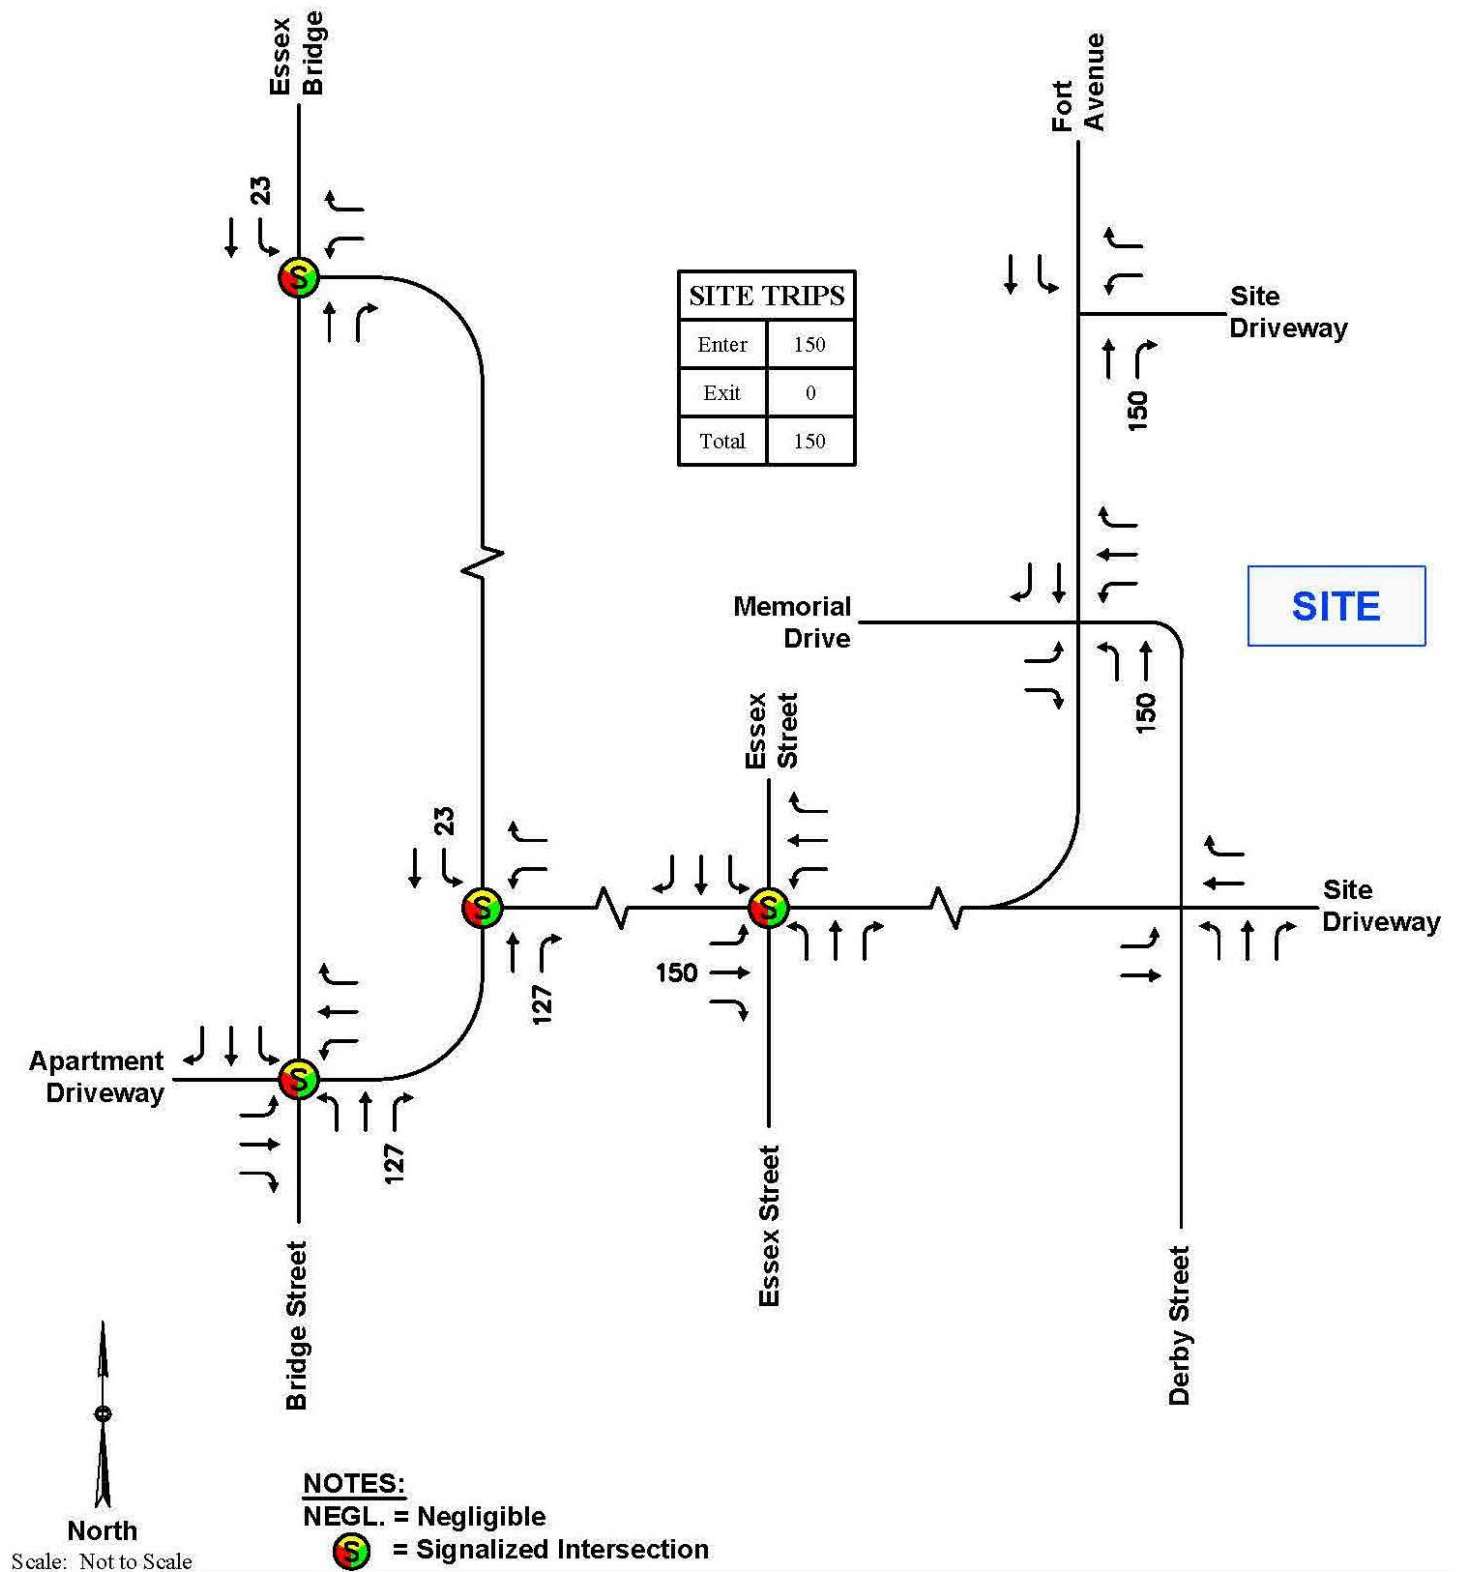 Essex
Bridge
Fort
Avenue
23
S
SITE TRIPS
Enter 150
Exit 0
Total 150
Site
Driveway
150
Memorial
Drive
SITE
150
Essex
Street
23
S
S
Site
Driveway
127
150
Apartment
Driveway
S
127
Essex Street
Bridge Street
Derby Street
North
Scale: Not to Scale
NOTES:
NEGL. = Negligible
S = Signalized Intersection